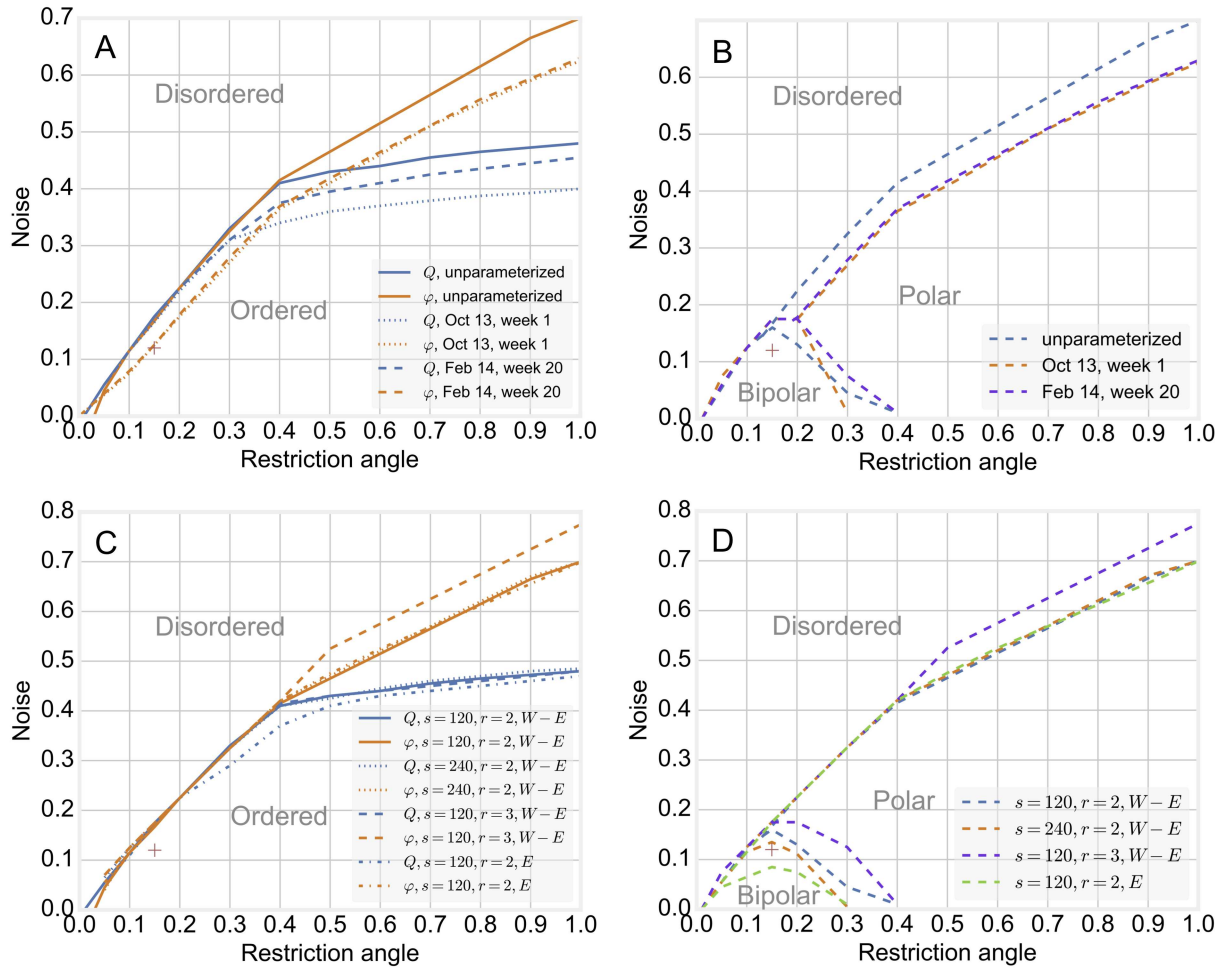 A
Disordered
Ordered
Noise
0.7
0.6
0.5
0.4
0.3
0.2
0.1
0.0
0.0 0.1 0.2 0.3 0.4 0.5 0.6 0.7 0.8 0.9 1.0
Restriction angle
Q, unparameterized
φ, unparameterized
Q, Oct 13, week 1
φ, Oct 13, week 1
Q, Feb 14, week 20
φ, Feb 14, week 20
B
Disordered
Polar
Bipolar
Noise
0.6
0.5
0.4
0.3
0.2
0.1
0.0
0.0 0.1 0.2 0.3 0.4 0.5 0.6 0.7 0.8 0.9 1.0
Restriction angle
unparameterized
Oct 13, week 1
Feb 14, week 20
C
Disordered
Ordered
Noise
0.8
0.7
0.6
0.5
0.4
0.3
0.2
0.1
0.0
0.0 0.1 0.2 0.3 0.4 0.5 0.6 0.7 0.8 0.9 1.0
Restriction angle
Q, s = 120, r = 2, W − E
φ, s = 120, r = 2, W − E
Q, s = 240, r = 2, W − E
φ, s = 240, r = 2, W − E
Q, s = 120, r = 3, W − E
φ, s = 120, r = 3, W − E
Q, s = 120, r = 2, E
φ, s = 120, r = 2, E
D
Disordered
Polar
Bipolar
Noise
0.8
0.7
0.6
0.5
0.4
0.3
0.2
0.1
0.0
0.0 0.1 0.2 0.3 0.4 0.5 0.6 0.7 0.8 0.9 1.0
Restriction angle
s = 120, r = 2, W − E
s = 240, r = 2, W − E
s = 120, r = 3, W − E
s = 120, r = 2, E